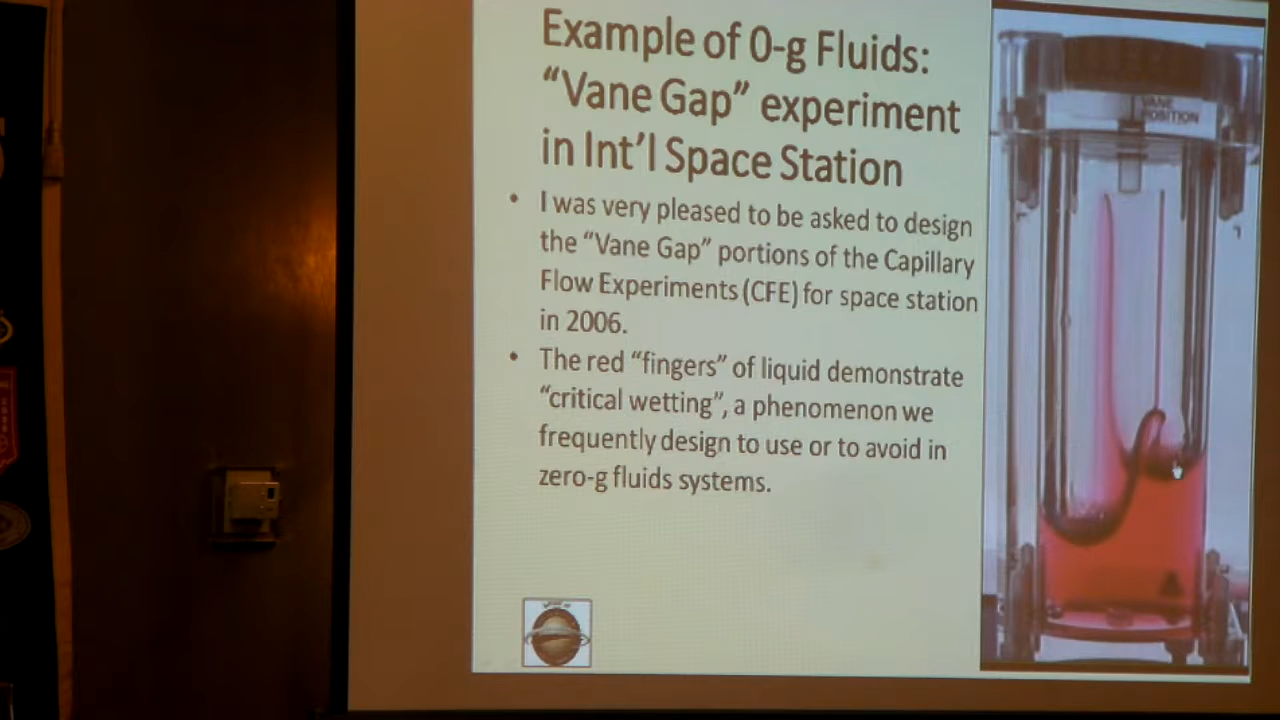 Example of 0-g Fluids:
“Vane Gap” experiment
in Int’l Space Station
• I was very pleased to be asked to design
the “Vane Gap” portions of the Capillary
Flow Experiments (CFE) for space station
in 2006.
• The red “fingers” of liquid demonstrate
“critical wetting”, a phenomenon we
frequently design to use or to avoid in
zero-g fluids systems.
VANE
POSITION